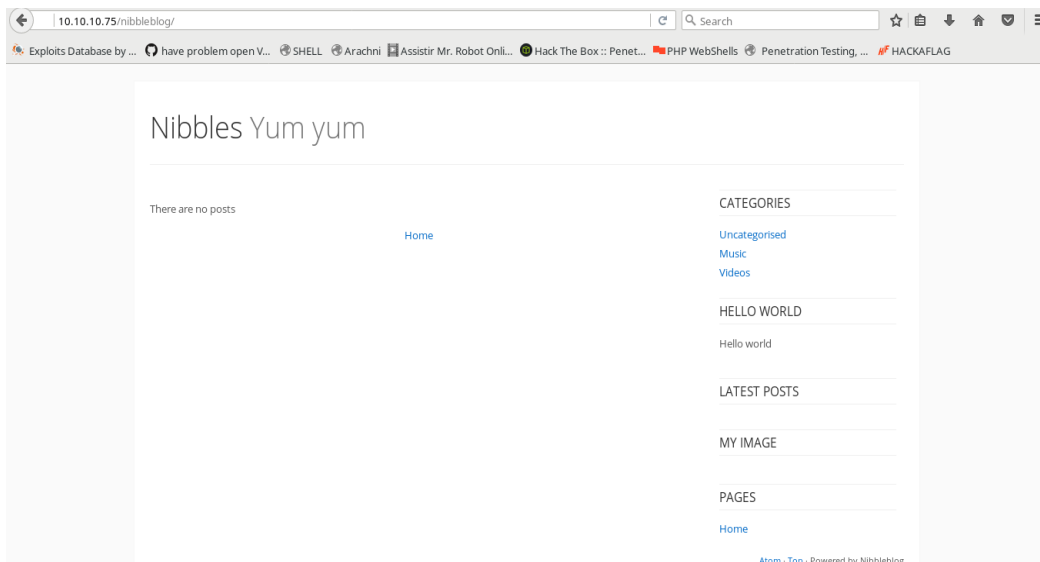 10.10.10.75/nibbleblog/
Search
Exploits Database by ... have problem open V... SHELL Arachni Assistir Mr. Robot Onli... Hack The Box :: Penet... PHP WebShells Penetration Testing, ... HACKAFLAG
Nibbles Yum yum
There are no posts
Home
CATEGORIES
Uncategorised
Music
Videos
HELLO WORLD
Hello world
LATEST POSTS
MY IMAGE
PAGES
Home
Atom · Top · Powered by Nibbleblog